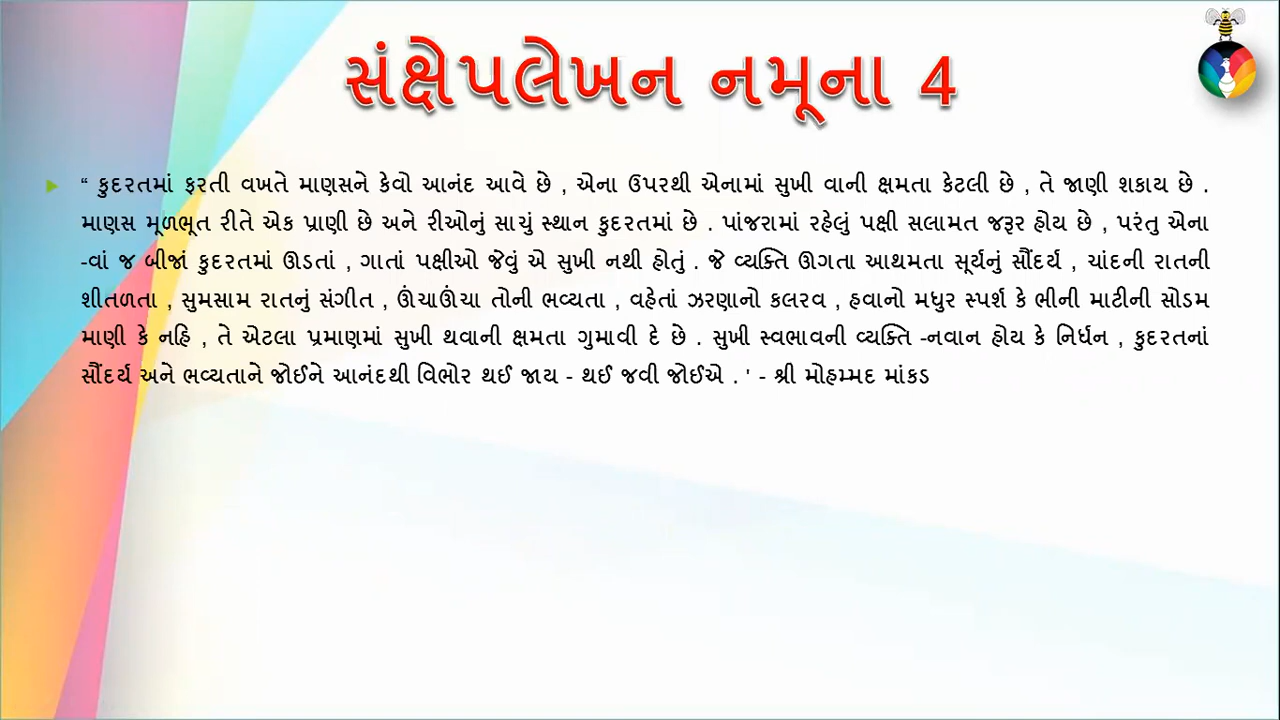 સંક્ષેપલેખન નમૂના 4
“ કુદરતમાં ફરતી વખતે માણસને કેવો આનંદ આવે છે , એના ઉપરથી એનામાં સુખી વાની ક્ષમતા કેટલી છે , તે જાણી શકાય છે .
માણસ મૂળભૂત રીતે એક પ્રાણી છે અને રીઓનું સાચું સ્થાન કુદરતમાં છે . પાંજરામાં રહેલું પક્ષી સલામત જરૂર હોય છે , પરંતુ એના
-વાં જ બીજાં કુદરતમાં ઊડતાં , ગાતાં પક્ષીઓ જેવું એ સુખી નથી હોતું . જે વ્યક્તિ ઊગતા આથમતા સૂર્યનું સૌંદર્ય , ચાંદની રાતની
શીતળતા , સુમસામ રાતનું સંગીત , ઊંચાઊંચા તોની ભવ્યતા , વહેતાં ઝરણાનો કલરવ , હવાનો મધુર સ્પર્શ કે ભીની માટીની સોડમ
માણી કે નહિ , તે એટલા પ્રમાણમાં સુખી થવાની ક્ષમતા ગુમાવી દે છે . સુખી સ્વભાવની વ્યક્તિ -નવાન હોય કે નિર્ધન , કુદરતનાં
સૌંદર્ય અને ભવ્યતાને જોઈને આનંદથી વિભોર થઈ જાય - થઈ જવી જોઈએ . ' - શ્રી મોહમ્મદ માંકડ